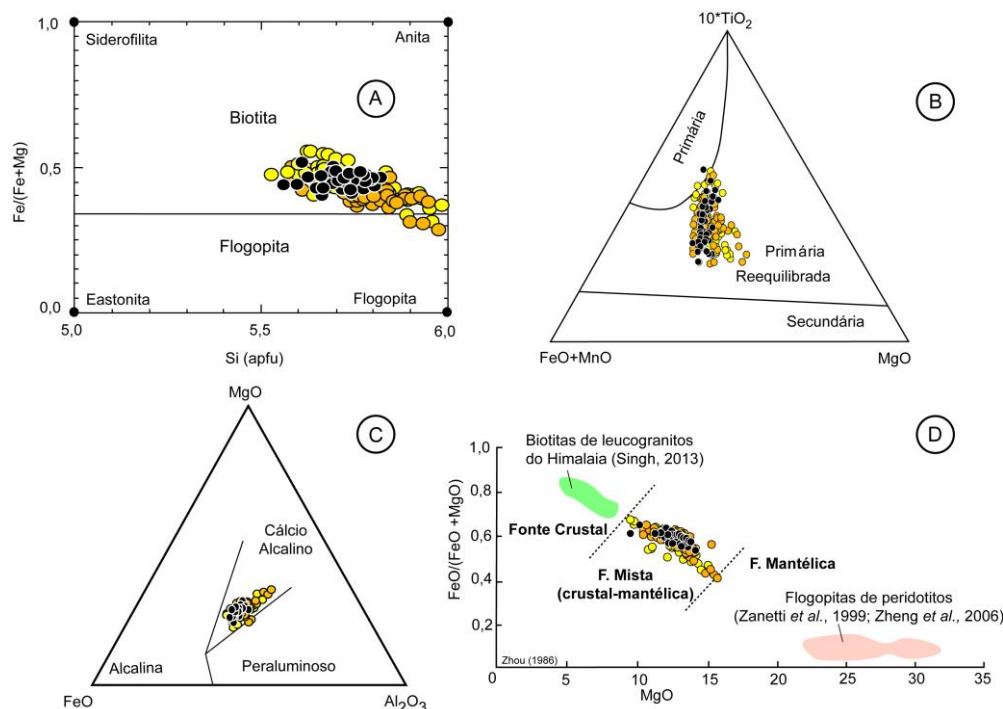 1,0
Siderofilita
Anita
A
Biotita
Fe/(Fe+Mg)
0,5
Flogopita
Eastonita
Flogopita
0,0
5,0
5,5
6,0
Si (apfu)
10*TiO₂
B
Primária
Primária
Reequilibrada
Secundária
FeO+MnO
MgO
MgO
C
Cálcio
Alcalino
Alcalina
Peraluminoso
FeO
Al₂O₃
D
1,0
Biotitas de leucogranitos
do Himalaia (Singh, 2013)
0,8
Fonte Crustal
0,6
F. Mista
(crustal-mantélica)
F. Mantélica
FeO/(FeO +MgO)
0,4
Flogopitas de peridotitos
(Zanetti et al., 1999; Zheng et al., 2006)
0,2
Zhou (1986)
0,1
0
5
10
15
20
25
30
35
MgO